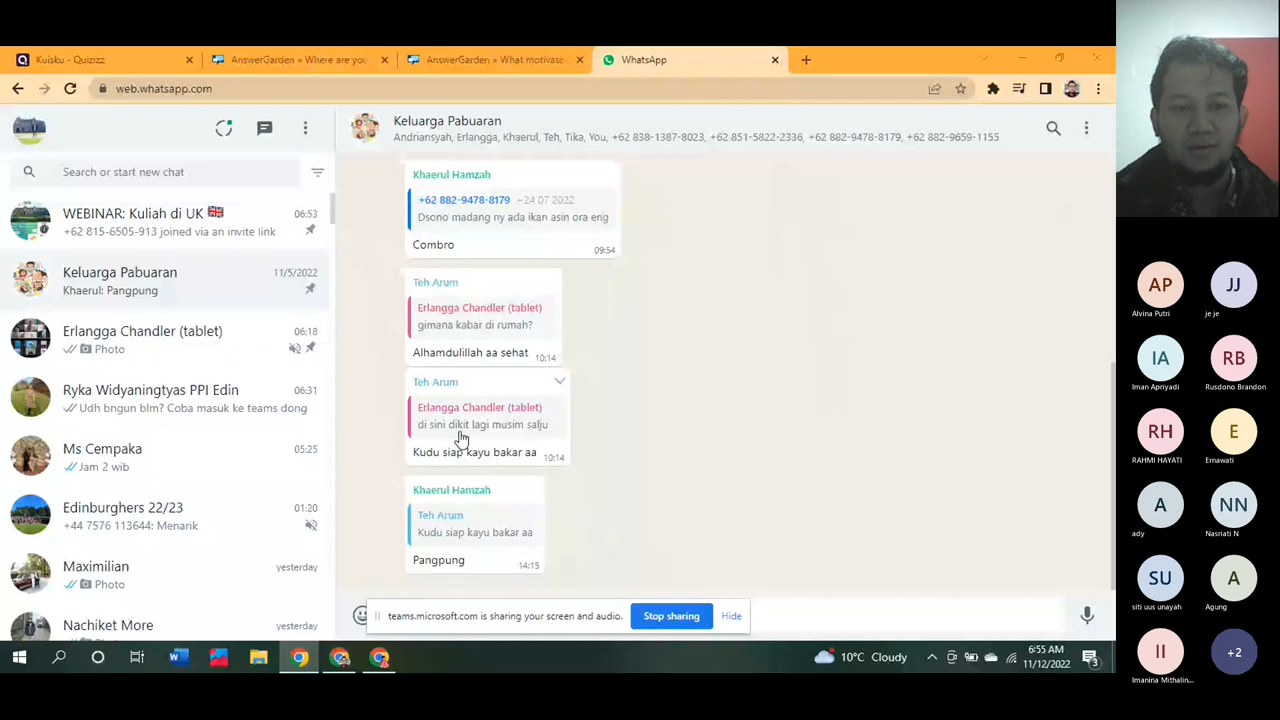 Kuisku - Quizizz
AnswerGarden » Where are you
AnswerGarden » What motivate
WhatsApp
web.whatsapp.com
Search or start new chat
WEBINAR: Kuliah di UK 🇬🇧 06:53
+62 815-6505-913 joined via an invite link
Keluarga Pabuaran 11/5/2022
Khaerul: Pangpung
Erlangga Chandler (tablet) 06:18
Photo
Ryka Widyaningtyas PPI Edin 06:31
Udh bngun blm? Coba masuk ke teams dong
Ms Cempaka 05:25
Jam 2 wib
Edinburghers 22/23 01:20
+44 7576 113644: Menarik
Maximilian yesterday
Photo
Nachiket More yesterday
Keluarga Pabuaran
Andriansyah, Erlangga, Khaerul, Teh, Tika, You, +62 838-1387-8023, +62 851-5822-2336, +62 882-9478-8179, +62 882-9659-1155
Khaerul Hamzah
+62 882-9478-8179 ~24 07 2022
Dsono madang ny ada ikan asin ora eng
Combro 09:54
Teh Arum
Erlangga Chandler (tablet)
gimana kabar di rumah?
Alhamdulillah aa sehat 10:14
Teh Arum
Erlangga Chandler (tablet)
di sini dikit lagi musim salju
Kudu siap kayu bakar aa 10:14
Khaerul Hamzah
Teh Arum
Kudu siap kayu bakar aa
Pangpung 14:15
teams.microsoft.com is sharing your screen and audio. Stop sharing Hide
10°C Cloudy
6:55 AM
11/12/2022
3
AP JJ
Alvina Putri je je
IA RB
Iman Apriyadi Rusdono Brandon
RH E
RAHMI HAYATI Ernawati
A NN
ady Nasriati N
SU A
siti uus unayah Agung
II +2
Imanina Mithalin...